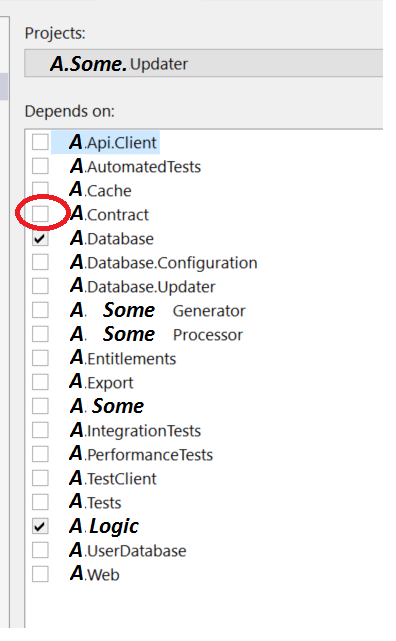 Projects:
A.Some. Updater
Depends on:
A.Api.Client
A.AutomatedTests
A.Cache
A.Contract
A.Database
A.Database.Configuration
A.Database.Updater
A. Some Generator
A. Some Processor
A.Entitlements
A.Export
A. Some
A.IntegrationTests
A.PerformanceTests
A.TestClient
A.Tests
A. Logic
A.UserDatabase
A.Web